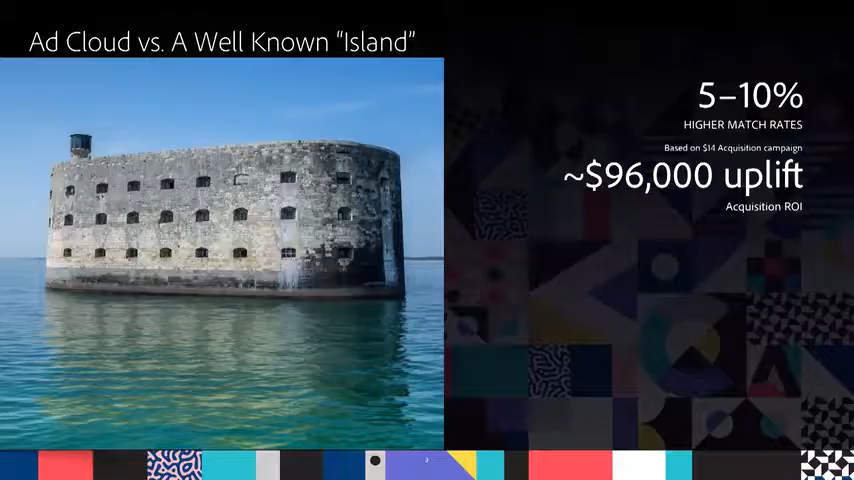 Ad Cloud vs. A Well Known “Island”
5–10%
HIGHER MATCH RATES
Based on $14 Acquisition campaign
~$96,000 uplift
Acquisition ROI